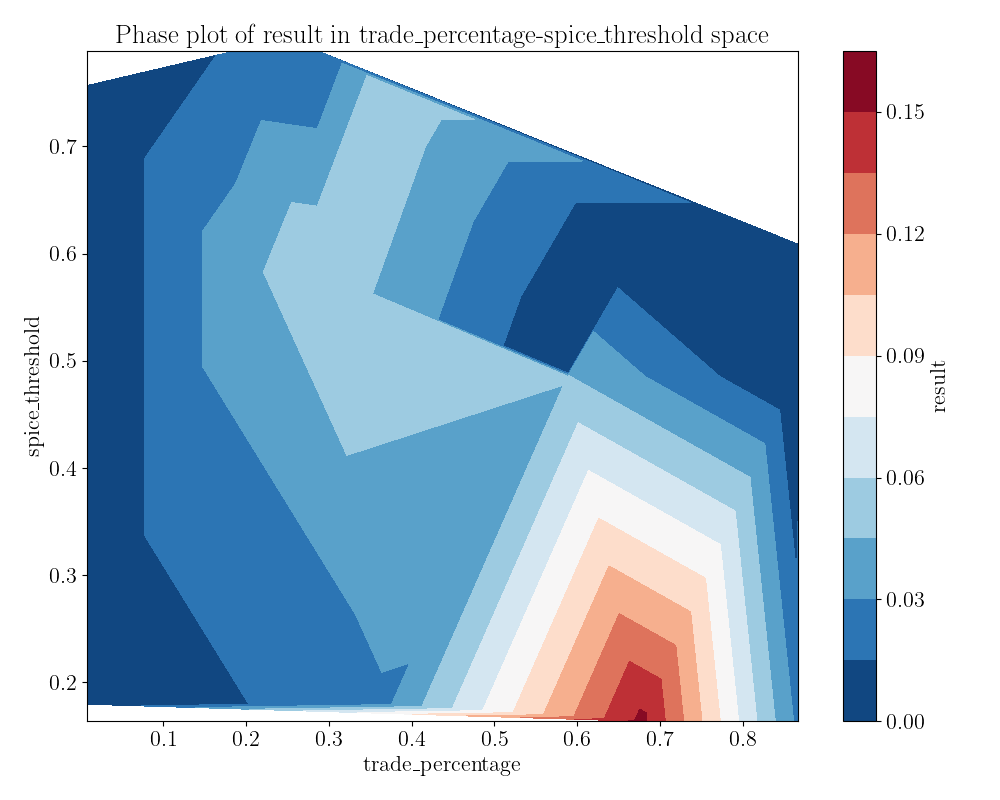 Phase plot of result in trade_percentage-spice_threshold space
0.7
0.6
0.5
0.4
0.3
0.2
spice_threshold
0.1 0.2 0.3 0.4 0.5 0.6 0.7 0.8
trade_percentage
0.15
0.12
0.09
0.06
0.03
0.00
result